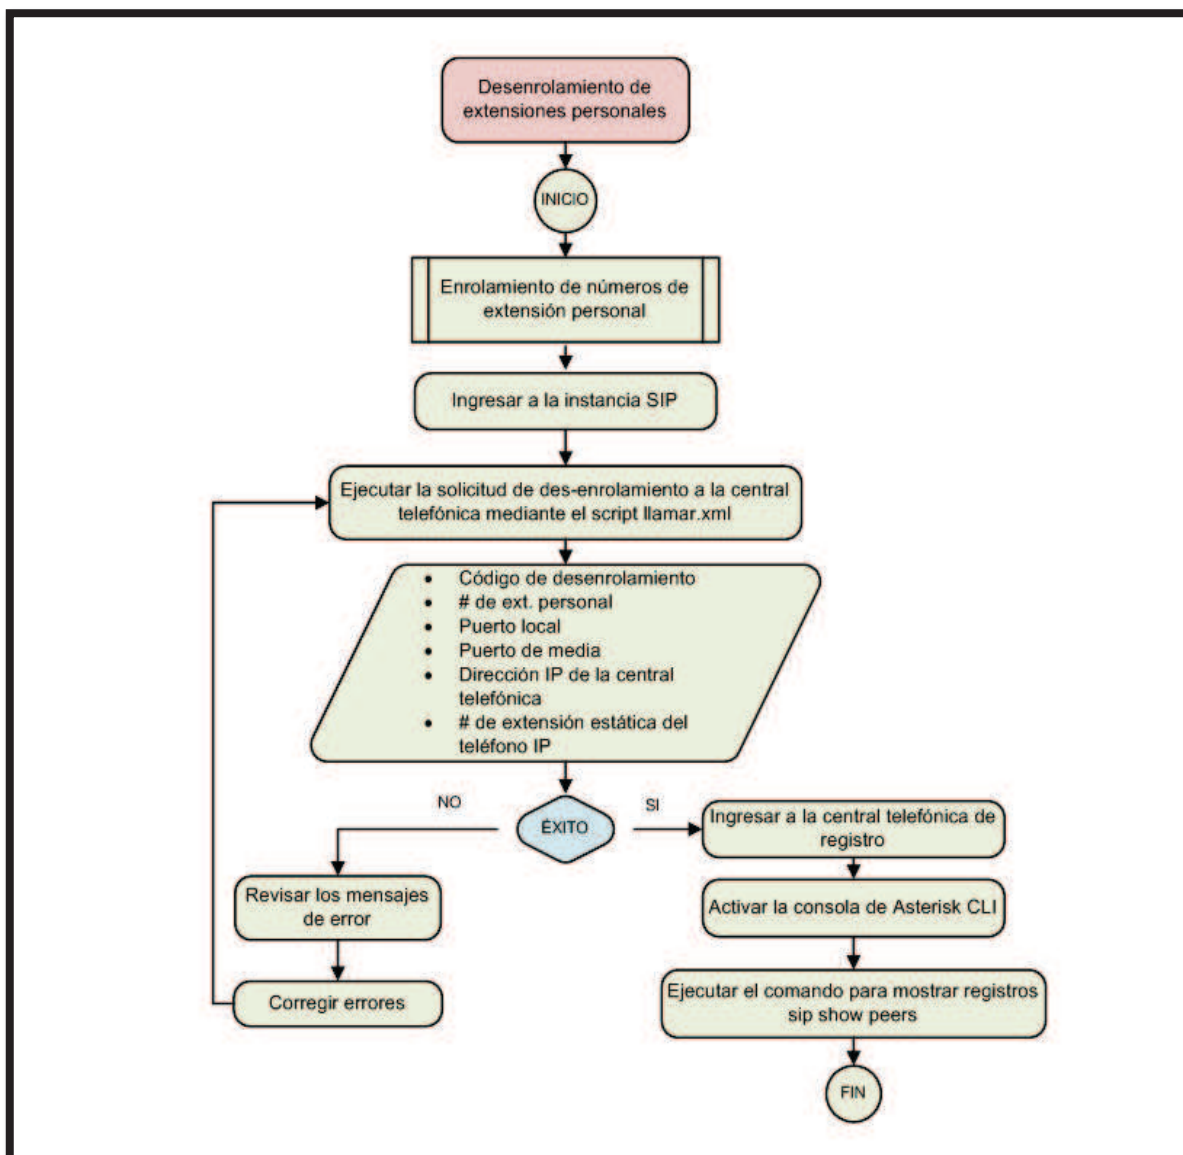 Desenrolamiento de
extensiones personales
INICIO
Enrolamiento de números de
extensión personal
Ingresar a la instancia SIP
Ejecutar la solicitud de des-enrolamiento a la central
telefónica mediante el script llamar.xml
• Código de desenrolamiento
• # de ext. personal
• Puerto local
• Puerto de media
• Dirección IP de la central
telefónica
• # de extensión estática del
teléfono IP
NO
ÉXITO
SI
Ingresar a la central telefónica de
registro
Revisar los mensajes
de error
Activar la consola de Asterisk CLI
Corregir errores
Ejecutar el comando para mostrar registros
sip show peers
FIN